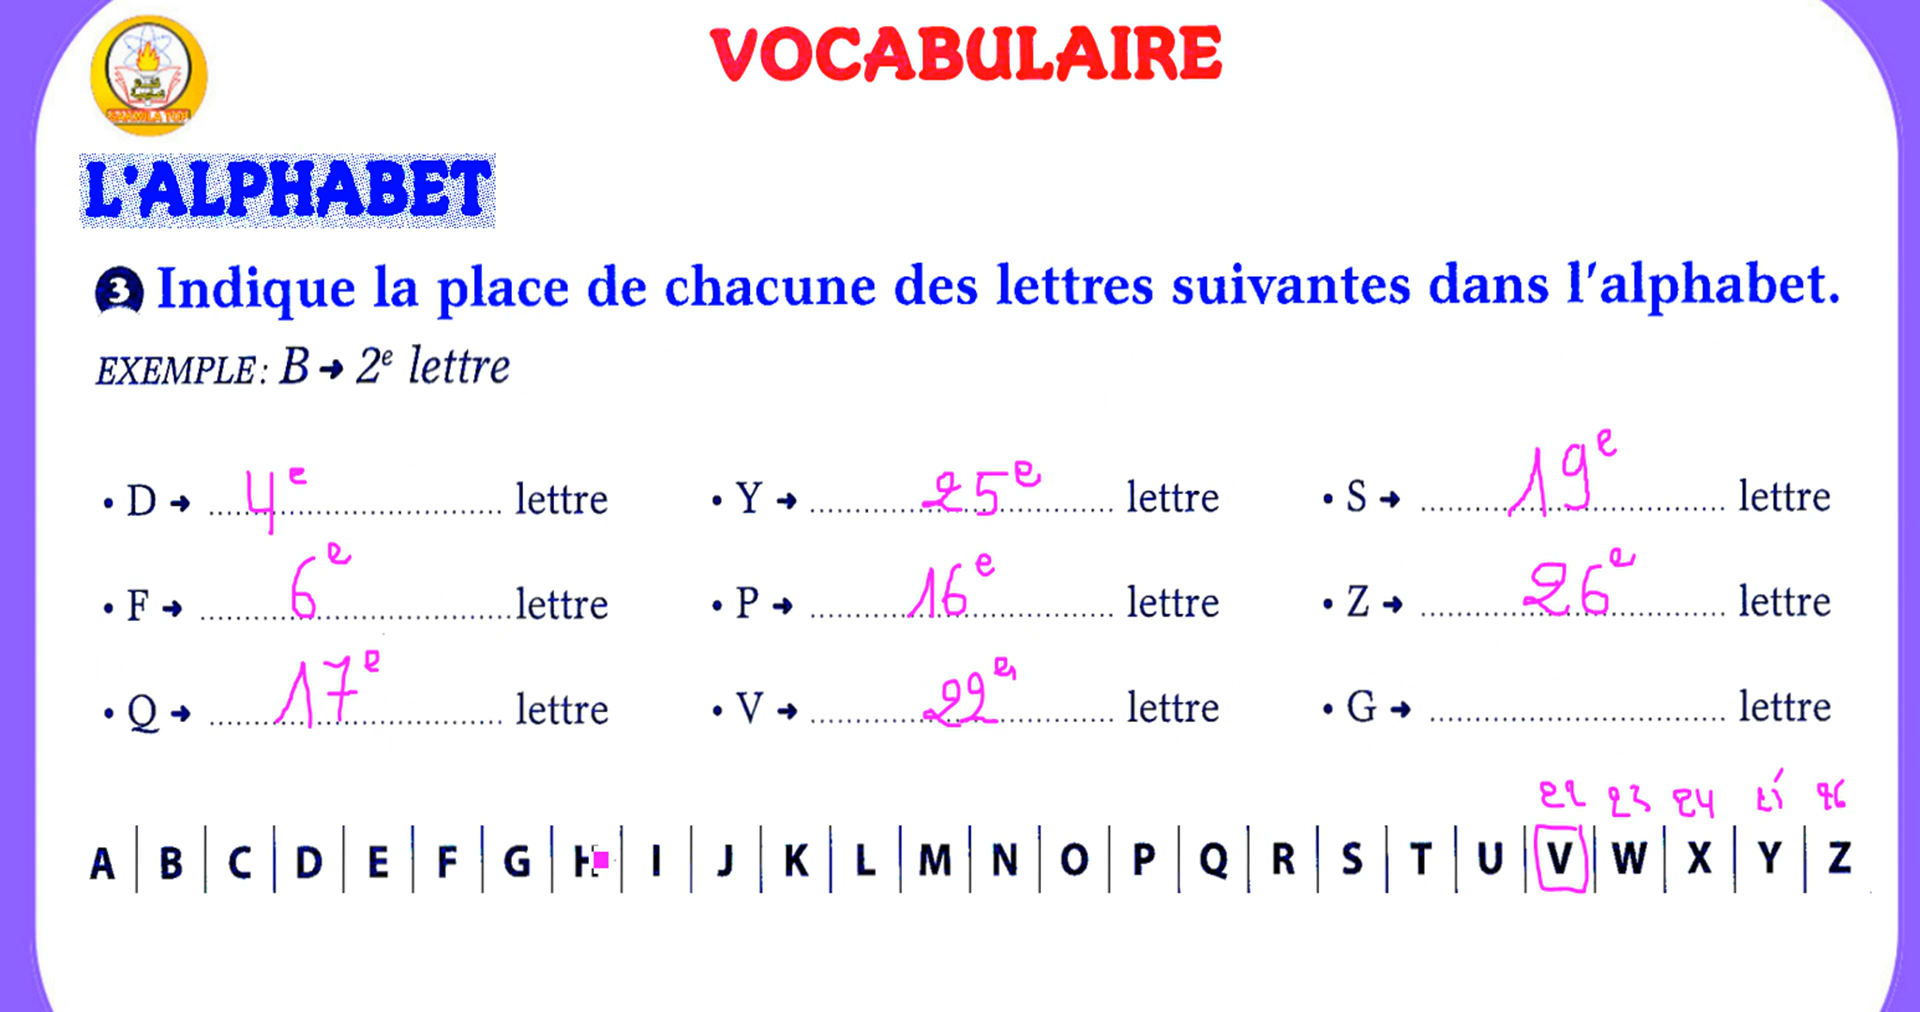 VOCABULAIRE
L'ALPHABET
3 Indique la place de chacune des lettres suivantes dans l'alphabet.
EXEMPLE : B ➔ 2e lettre
• D ➔ 4e lettre • Y ➔ 25e lettre • S ➔ 19e lettre
• F ➔ 6e lettre • P ➔ 16e lettre • Z ➔ 26e lettre
• Q ➔ 17e lettre • V ➔ 22e lettre • G ➔ .............................. lettre
22 23 24 25 26
A | B | C | D | E | F | G | H | I | J | K | L | M | N | O | P | Q | R | S | T | U | V | W | X | Y | Z